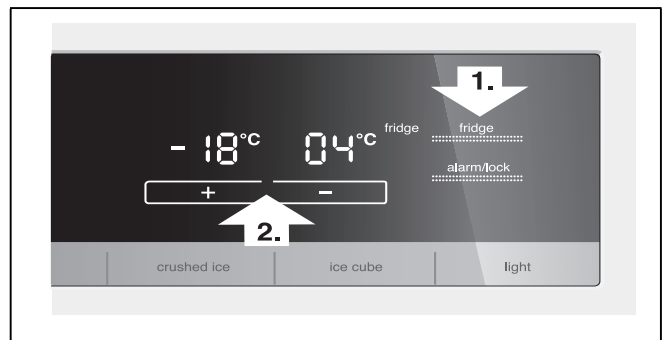 1.
-18°C 04°C fridge fridge
alarm/lock
+ −
2.
crushed ice ice cube light